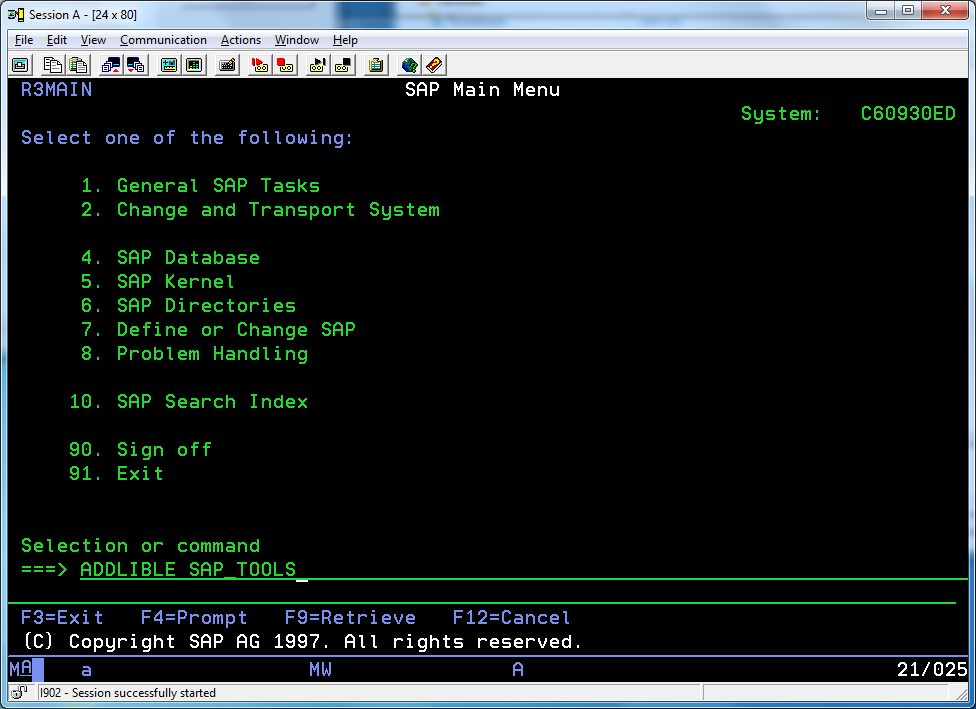 Session A - [24 x 80]
File Edit View Communication Actions Window Help
R3MAIN SAP Main Menu
System: C60930ED
Select one of the following:
1. General SAP Tasks
2. Change and Transport System
4. SAP Database
5. SAP Kernel
6. SAP Directories
7. Define or Change SAP
8. Problem Handling
10. SAP Search Index
90. Sign off
91. Exit
Selection or command
===> ADDLIBLE SAP_TOOLS_
F3=Exit F4=Prompt F9=Retrieve F12=Cancel
(C) Copyright SAP AG 1997. All rights reserved.
MA a MW A 21/025
I902 - Session successfully started